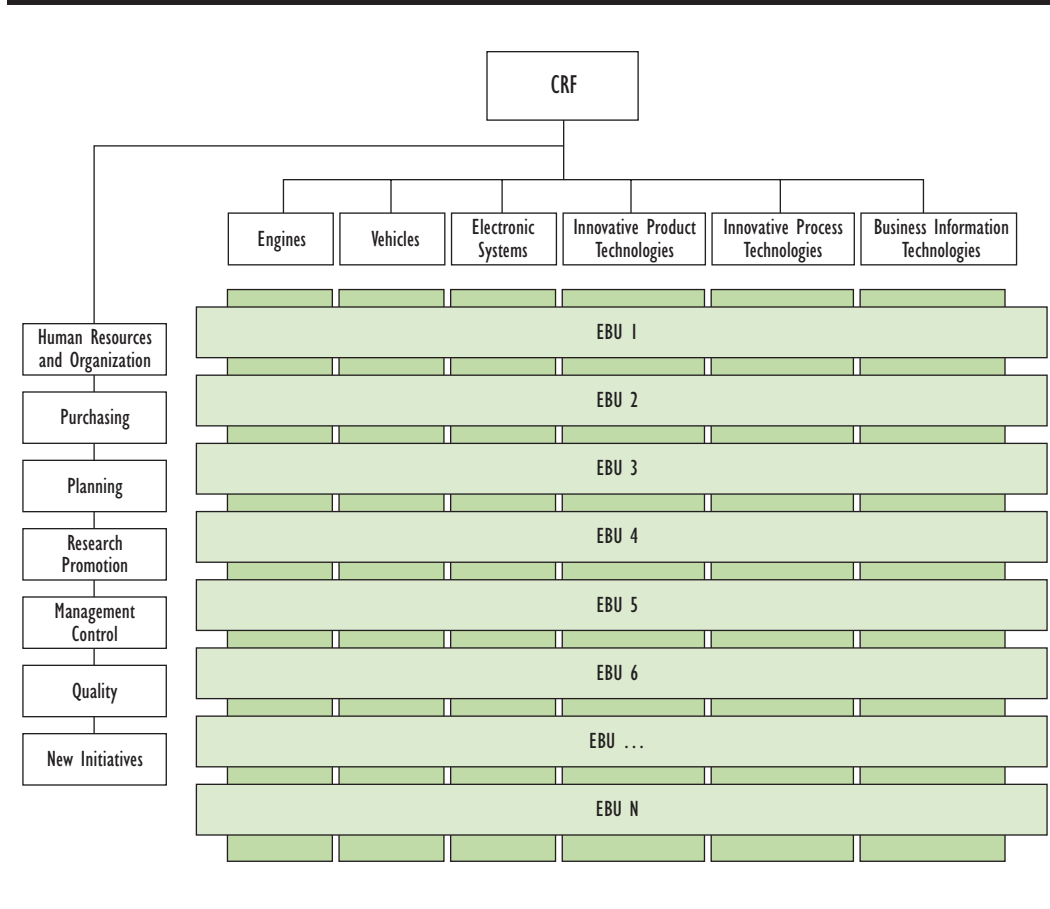 CRF
Engines
Vehicles
Electronic
Systems
Innovative Product
Technologies
Innovative Process
Technologies
Business Information
Technologies
Human Resources
and Organization
Purchasing
Planning
Research
Promotion
Management
Control
Quality
New Initiatives
EBU 1
EBU 2
EBU 3
EBU 4
EBU 5
EBU 6
EBU ...
EBU N